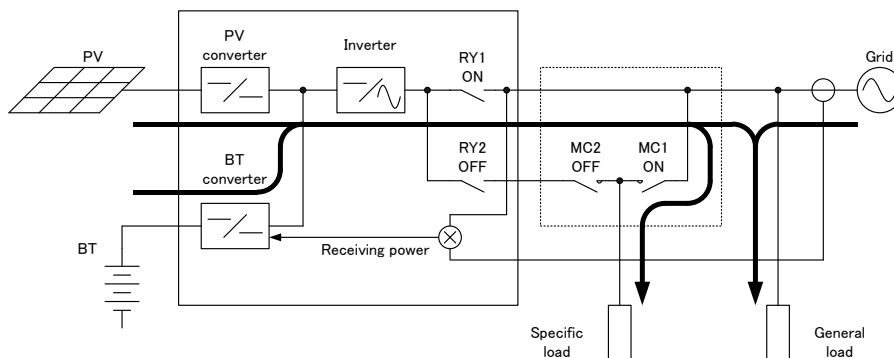 PV
PV
converter
Inverter
RY1
ON
Grid
BT
converter
RY2
OFF
MC2
OFF
MC1
ON
BT
Receiving power
Specific
load
General
load